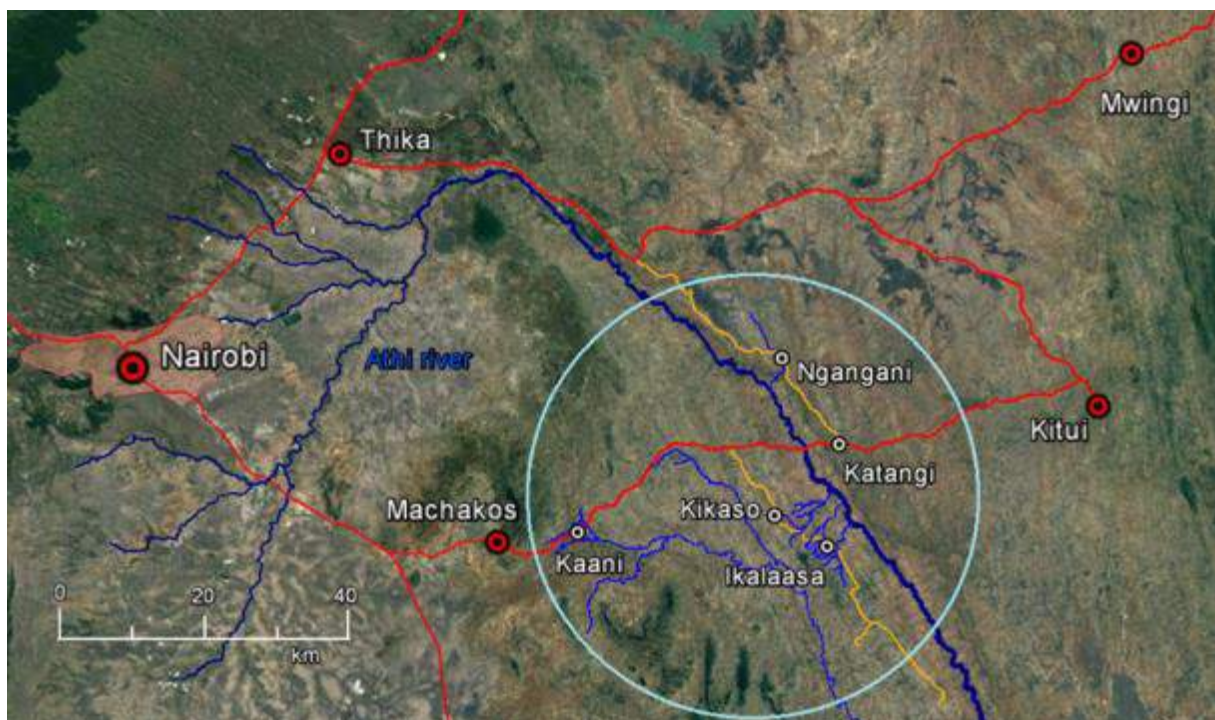 Mwingi
Thika
Nairobi
Athi river
Ngangani
Kitui
Katangi
Machakos
Kikaso
Kaani
Ikalaasa
0 20 40
km